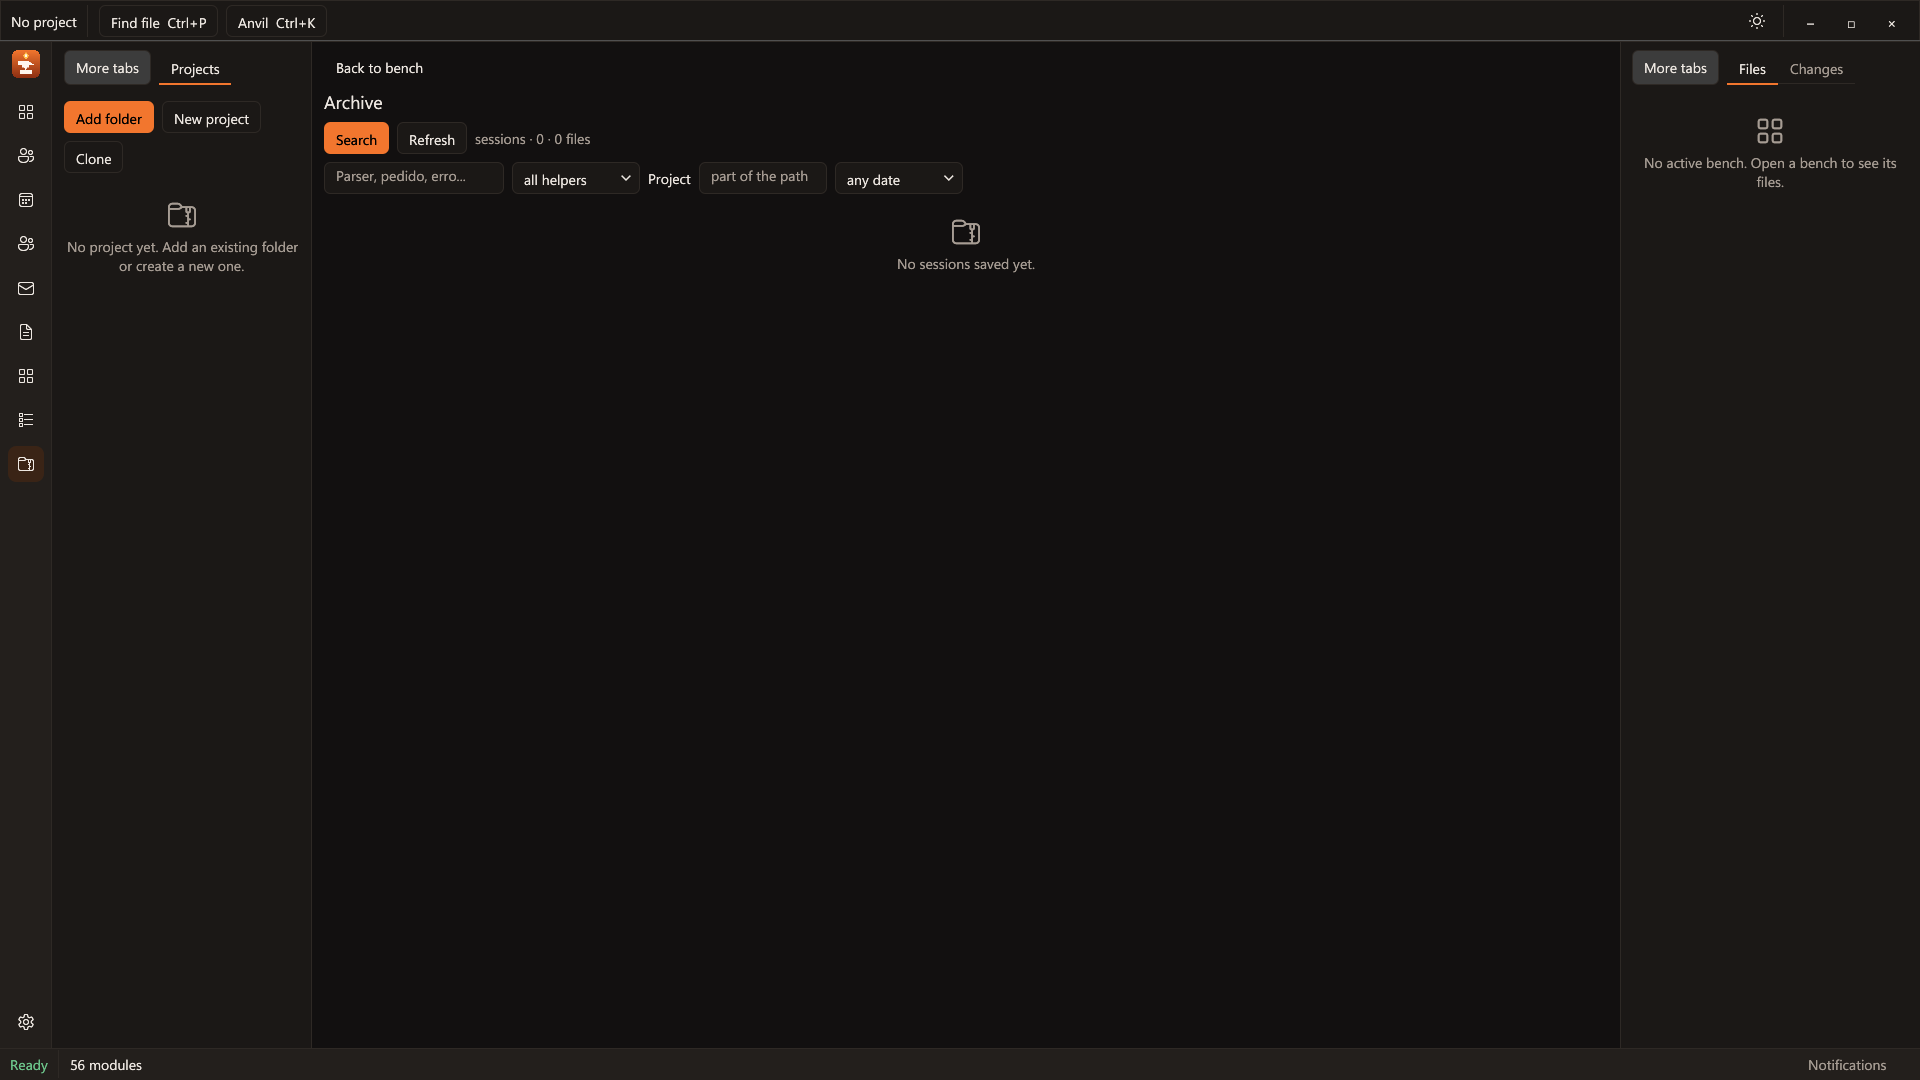 No project
Find file Ctrl+P
Anvil Ctrl+K
More tabs
Projects
Add folder
New project
Clone
No project yet. Add an existing folder
or create a new one.
Back to bench
Archive
Search
Refresh
sessions · 0 · 0 files
Parser, pedido, erro...
all helpers
Project
part of the path
any date
No sessions saved yet.
More tabs
Files
Changes
No active bench. Open a bench to see its
files.
Ready
56 modules
Notifications